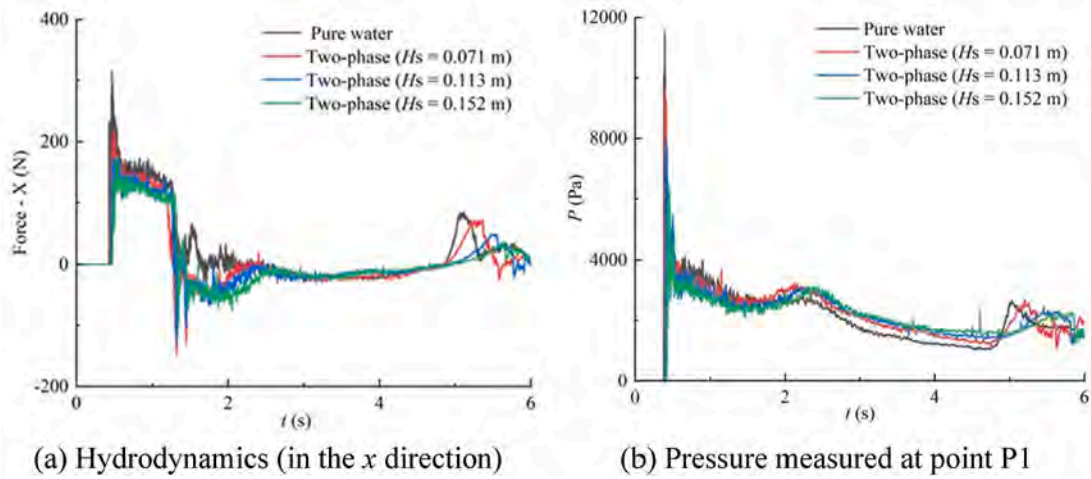 400
200
0
-200
0
2
4
6
Force - X (N)
t (s)
Pure water
Two-phase (Hs = 0.071 m)
Two-phase (Hs = 0.113 m)
Two-phase (Hs = 0.152 m)
(a) Hydrodynamics (in the x direction)
12000
8000
4000
0
0
2
4
6
P (Pa)
t (s)
Pure water
Two-phase (Hs = 0.071 m)
Two-phase (Hs = 0.113 m)
Two-phase (Hs = 0.152 m)
(b) Pressure measured at point P1